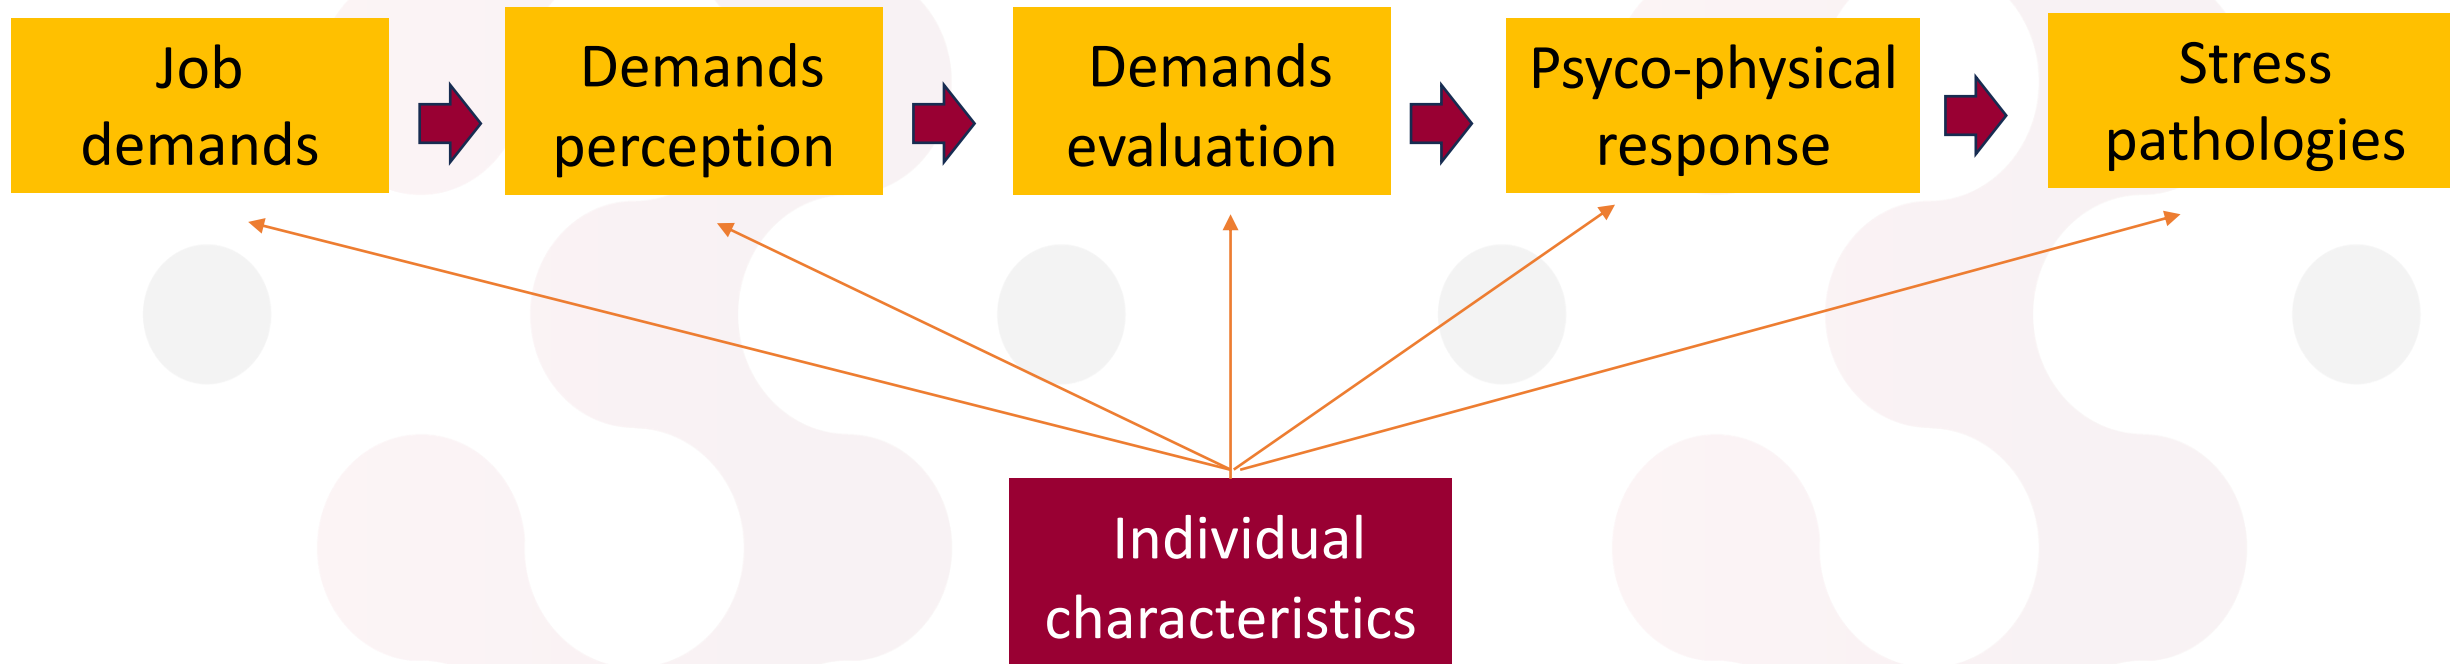 Job
demands
Demands
perception
Demands
evaluation
Psyco-physical
response
Stress
pathologies
Individual
characteristics